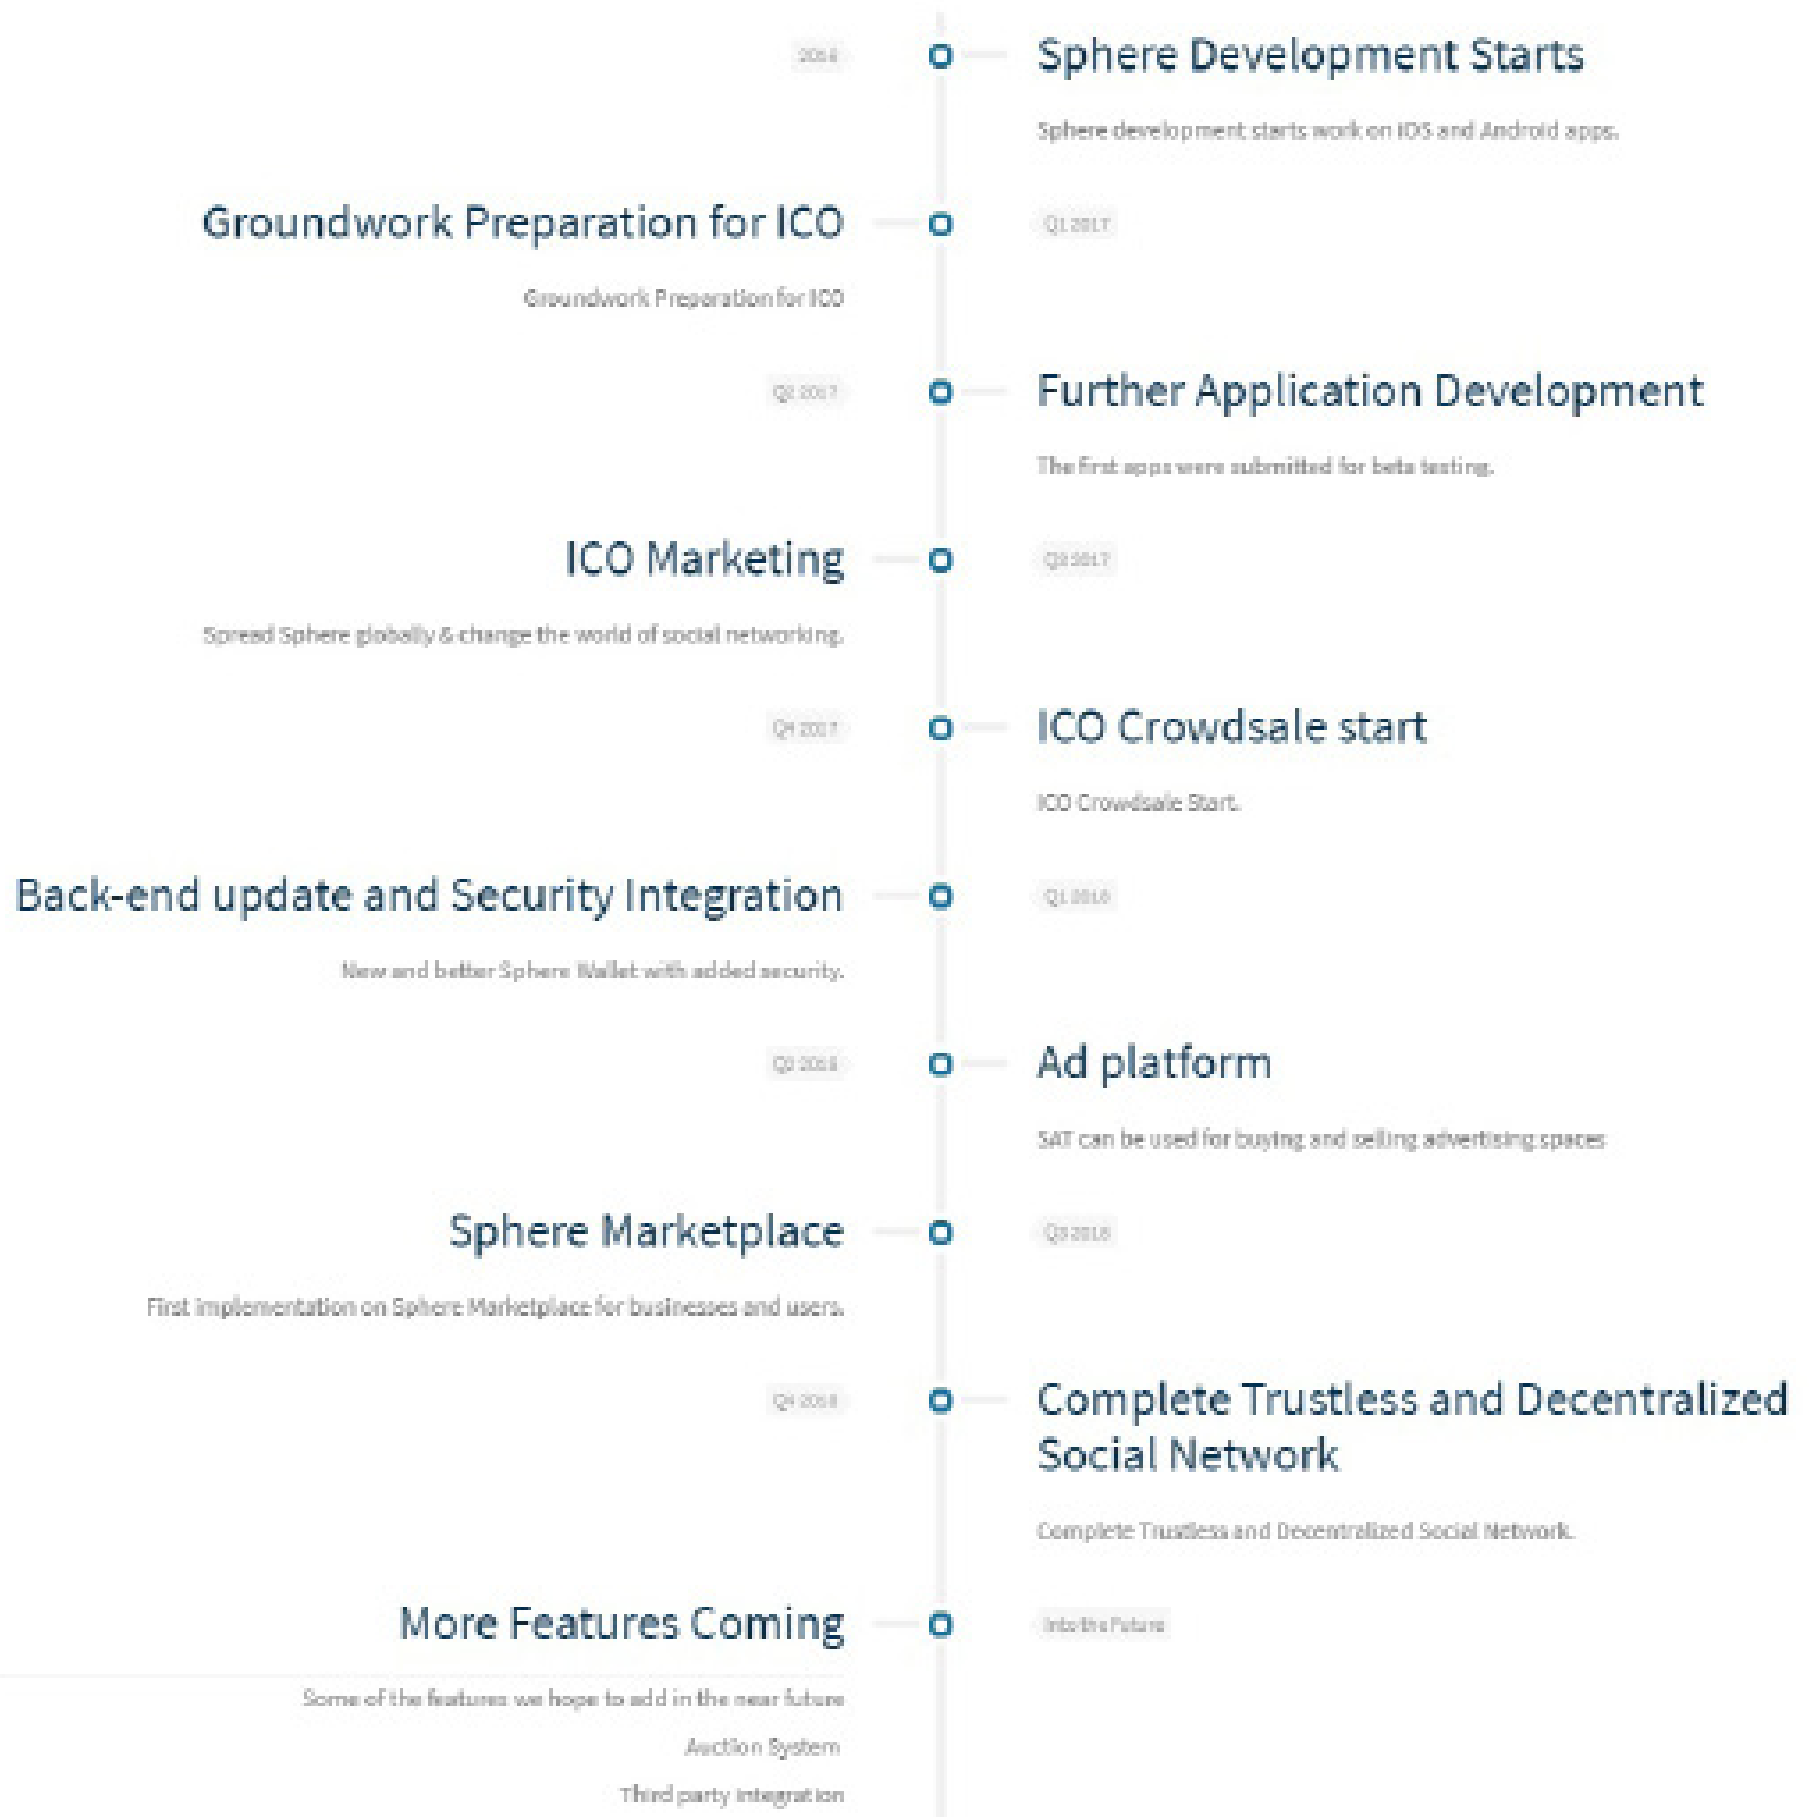 2016
Sphere Development Starts
Sphere development starts work on iOS and Android apps.
Groundwork Preparation for ICO
Q1 2017
Groundwork Preparation for ICO
Q2 2017
Further Application Development
The first apps were submitted for beta testing.
ICO Marketing
Q3 2017
Spread Sphere globally & change the world of social networking.
Q4 2017
ICO Crowdsale start
ICO Crowdsale Start.
Back-end update and Security Integration
Q1 2018
New and better Sphere Wallet with added security.
Q2 2018
Ad platform
SAT can be used for buying and selling advertising spaces
Sphere Marketplace
Q3 2018
First implementation on Sphere Marketplace for businesses and users.
Q4 2018
Complete Trustless and Decentralized
Social Network
Complete Trustless and Decentralized Social Network.
More Features Coming
Into the Future
Some of the features we hope to add in the near future
Auction System
Third party integration